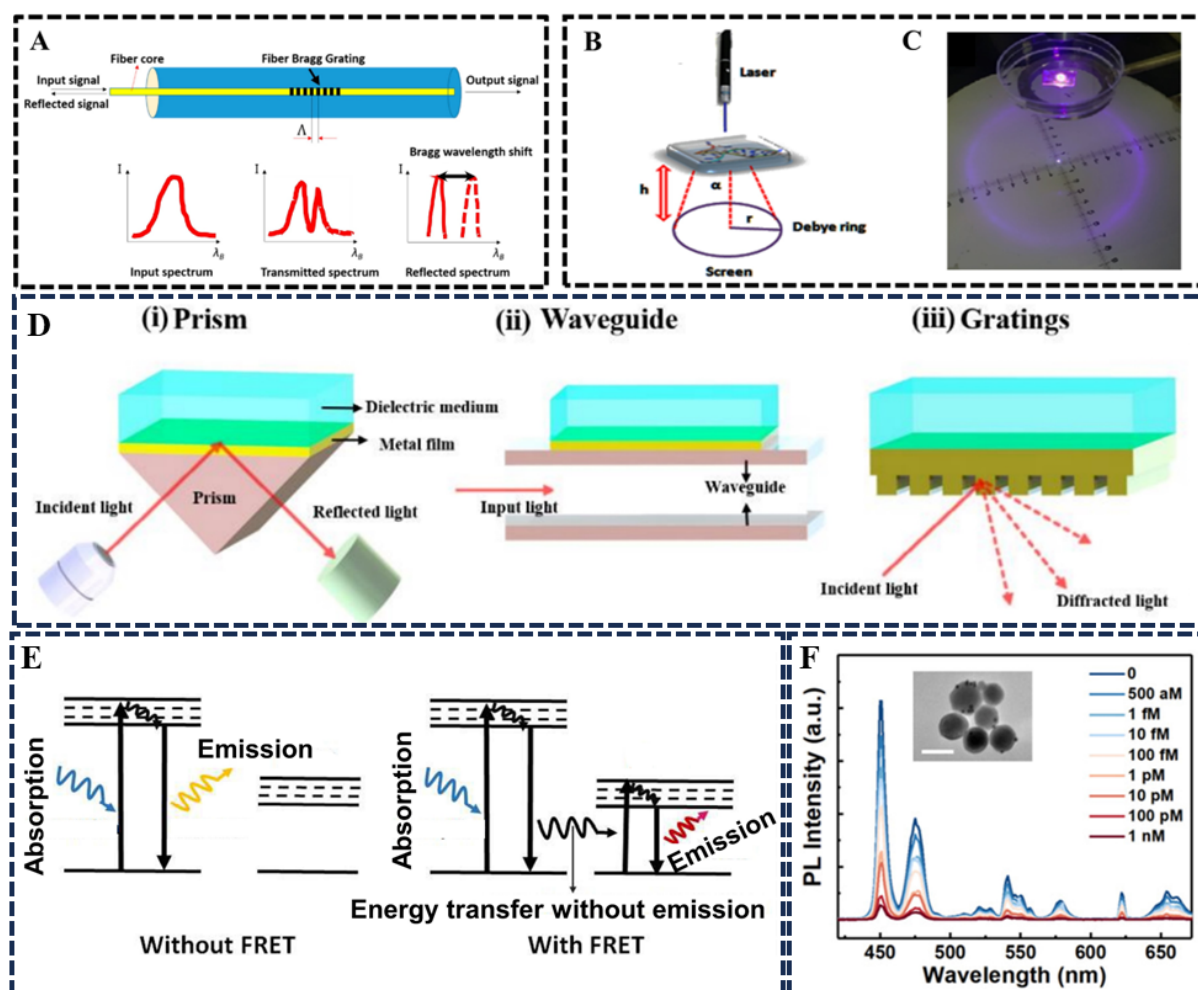 A
Fiber core
Fiber Bragg Grating
Input signal
Output signal
Reflected signal
Λ
Bragg wavelength shift
I
I
I
λB
λB
λB
Input spectrum
Transmitted spectrum
Reflected spectrum
B
Laser
h
α
r
Debye ring
Screen
C
D
(i) Prism
(ii) Waveguide
(iii) Gratings
Dielectric medium
Metal film
Prism
Incident light
Reflected light
Waveguide
Input light
Incident light
Diffracted light
E
Absorption
Emission
Absorption
Emission
Energy transfer without emission
Without FRET
With FRET
F
PL Intensity (a.u.)
0
500 aM
1 fM
10 fM
100 fM
1 pM
10 pM
100 pM
1 nM
450 500 550 600 650
Wavelength (nm)